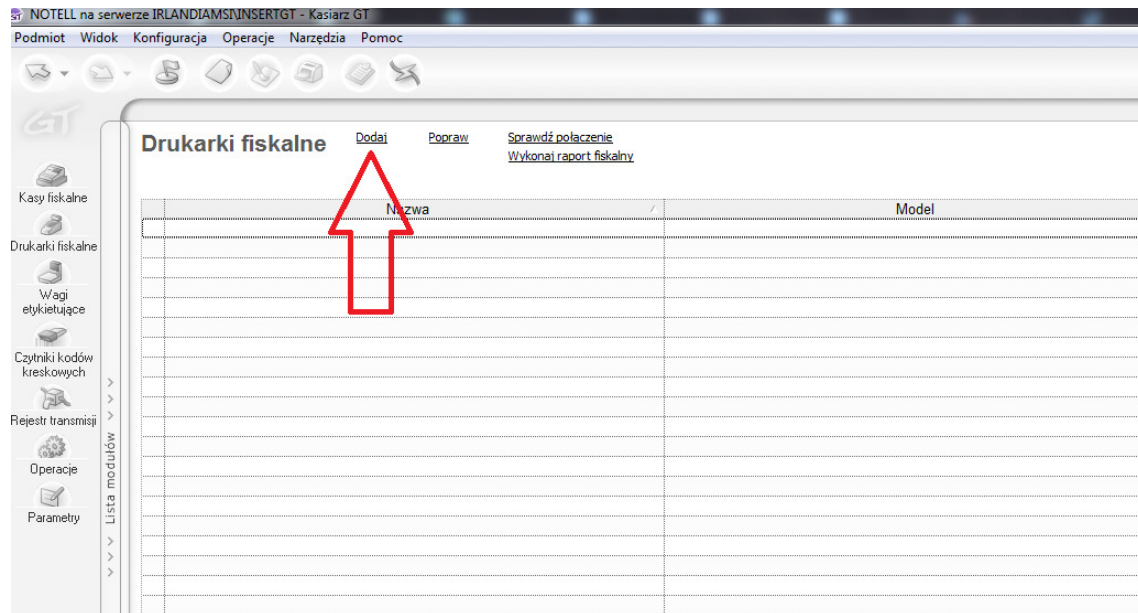 NOTELL na serwerze IRLANDIAMSI\INSERTGT - Kasiarz GT
Podmiot Widok Konfiguracja Operacje Narzędzia Pomoc
GT
Drukarki fiskalne Dodaj Popraw Sprawdź połaczenie
Wykonaj raport fiskalny
Nazwa Model
Kasy fiskalne
Drukarki fiskalne
Wagi
etykietujące
Czytniki kodów
kreskowych
Rejestr transmisji
Operacje
Parametry
Lista modułów